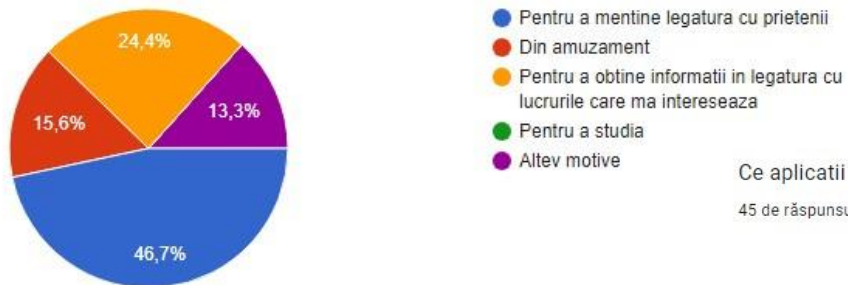 24,4%
13,3%
15,6%
46,7%
Pentru a mentine legatura cu prietenii
Din amuzament
Pentru a obtine informatii in legatura cu
lucrurile care ma intereseaza
Pentru a studia
Altev motive
Ce aplicatii
45 de